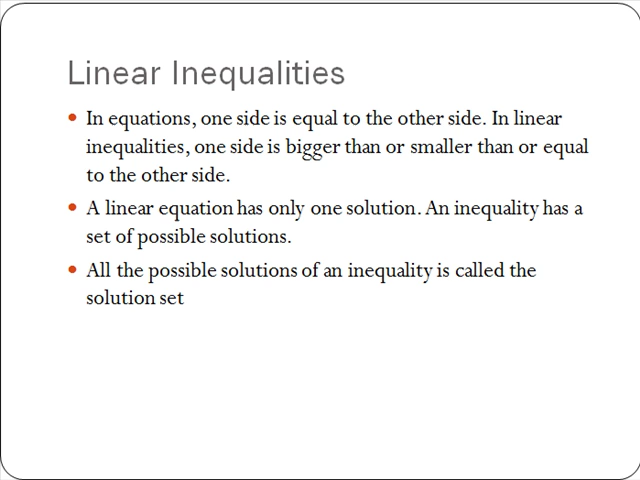 Linear Inequalities
• In equations, one side is equal to the other side. In linear
inequalities, one side is bigger than or smaller than or equal
to the other side.
• A linear equation has only one solution. An inequality has a
set of possible solutions.
• All the possible solutions of an inequality is called the
solution set